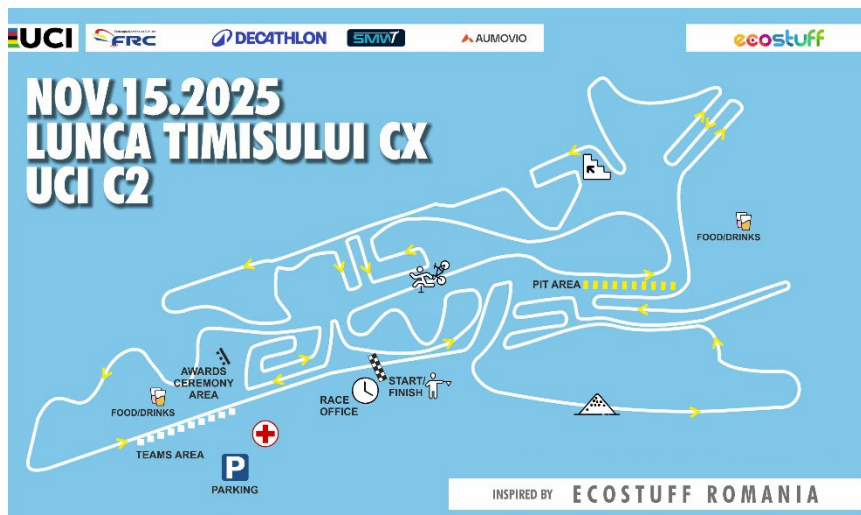 UCI
FRC
DECATHLON
SMWT
AUMOVIO
ecostuff
NOV.15.2025
LUNCA TIMISULUI CX
UCI C2
FOOD/DRINKS
PIT AREA
AWARDS
CEREMONY
AREA
FOOD/DRINKS
START/
FINISH
RACE
OFFICE
TEAMS AREA
P
PARKING
INSPIRED BY ECOSTUFF ROMANIA